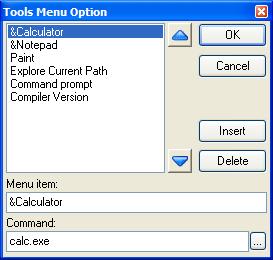 Tools Menu Option
&Calculator
&Notepad
Paint
Explore Current Path
Command prompt
Compiler Version
OK
Cancel
Insert
Delete
Menu item:
&Calculator
Command:
calc.exe
...